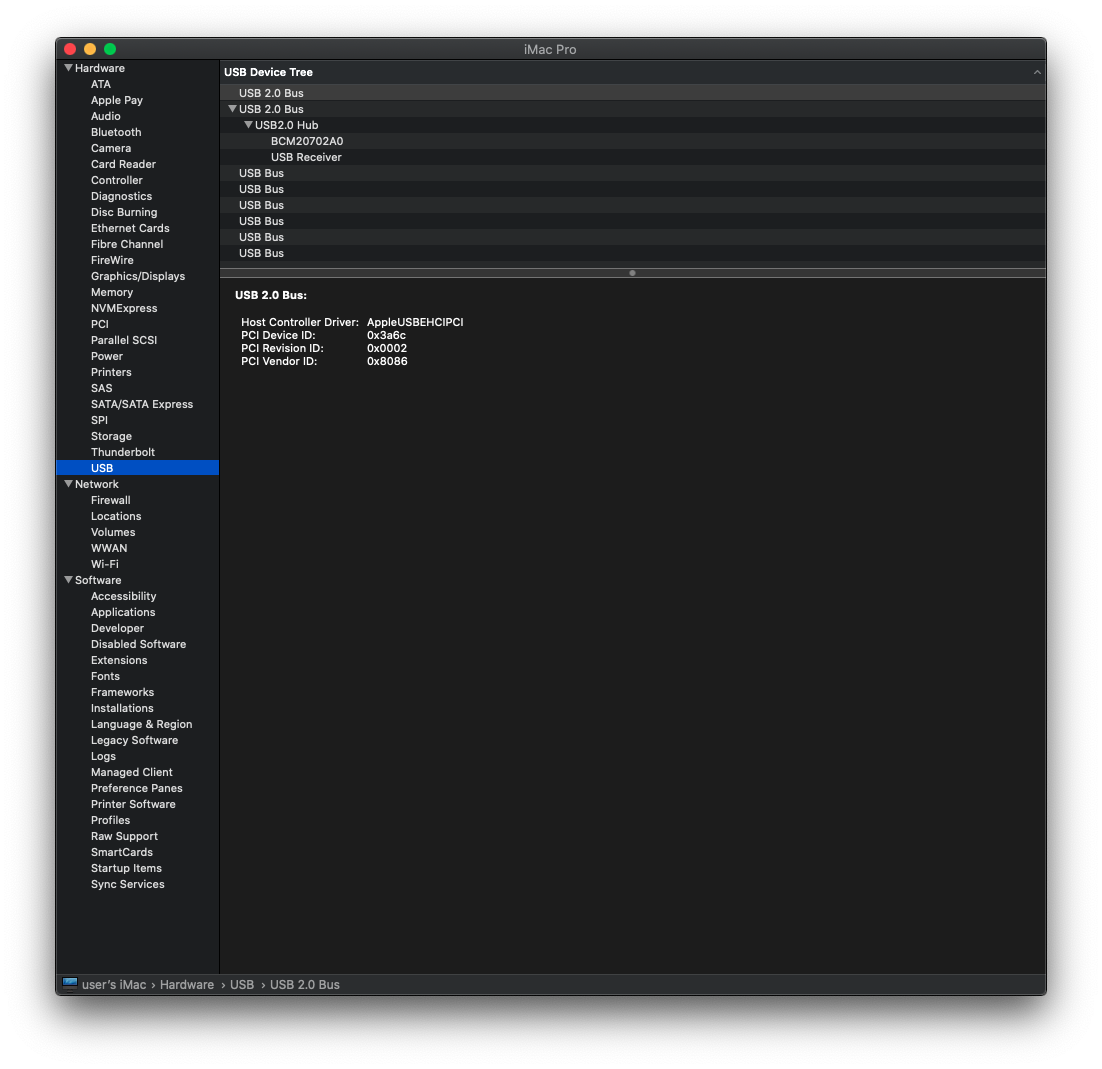 iMac Pro
Hardware
ATA
Apple Pay
Audio
Bluetooth
Camera
Card Reader
Controller
Diagnostics
Disc Burning
Ethernet Cards
Fibre Channel
FireWire
Graphics/Displays
Memory
NVMExpress
PCI
Parallel SCSI
Power
Printers
SAS
SATA/SATA Express
SPI
Storage
Thunderbolt
USB
Network
Firewall
Locations
Volumes
WWAN
Wi-Fi
Software
Accessibility
Applications
Developer
Disabled Software
Extensions
Fonts
Frameworks
Installations
Language & Region
Legacy Software
Logs
Managed Client
Preference Panes
Printer Software
Profiles
Raw Support
SmartCards
Startup Items
Sync Services
USB Device Tree
USB 2.0 Bus
USB 2.0 Bus
USB2.0 Hub
BCM20702A0
USB Receiver
USB Bus
USB Bus
USB Bus
USB Bus
USB Bus
USB Bus
USB 2.0 Bus:
Host Controller Driver: AppleUSBEHCIPCI
PCI Device ID: 0x3a6c
PCI Revision ID: 0x0002
PCI Vendor ID: 0x8086
user's iMac › Hardware › USB › USB 2.0 Bus